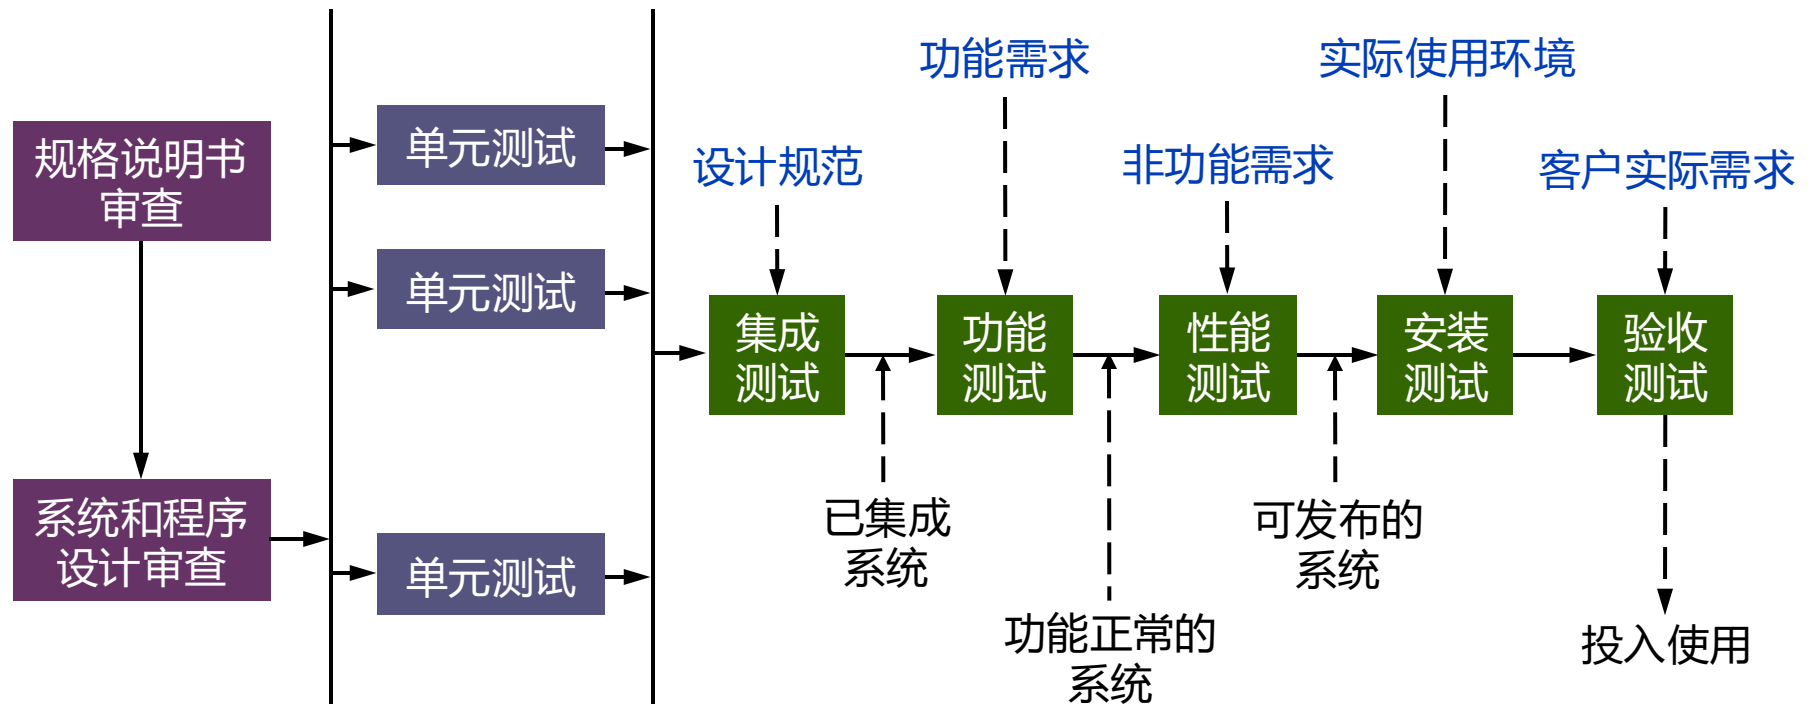 规格说明书
审查
系统和程序
设计审查
单元测试
单元测试
单元测试
设计规范
功能需求
非功能需求
实际使用环境
客户实际需求
集成
测试
功能
测试
性能
测试
安装
测试
验收
测试
已集成
系统
功能正常的
系统
可发布的
系统
投入使用